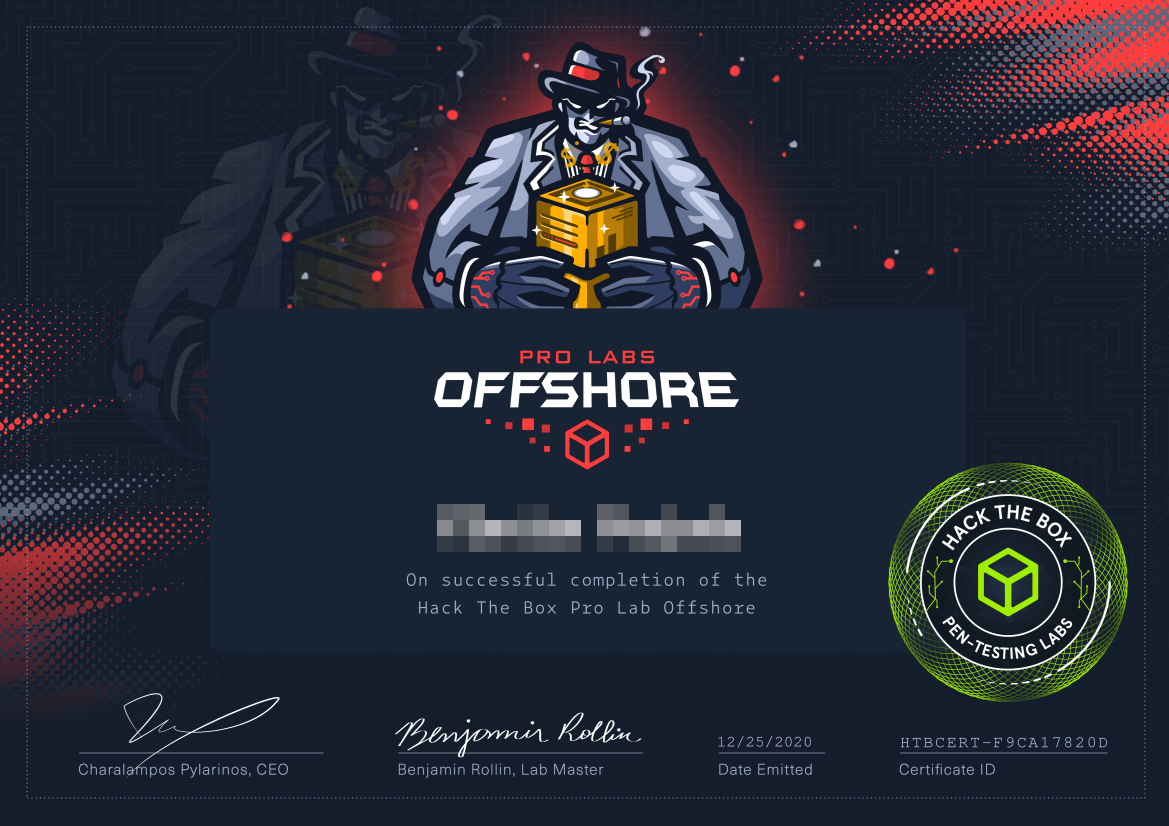 PRO LABS
OFFSHORE
On successful completion of the
Hack The Box Pro Lab Offshore
HACK THE BOX
PEN-TESTING LABS
Benjamin Rollin
12/25/2020
HTBCERT-F9CA17820D
Charalampos Pylarinos, CEO
Benjamin Rollin, Lab Master
Date Emitted
Certificate ID